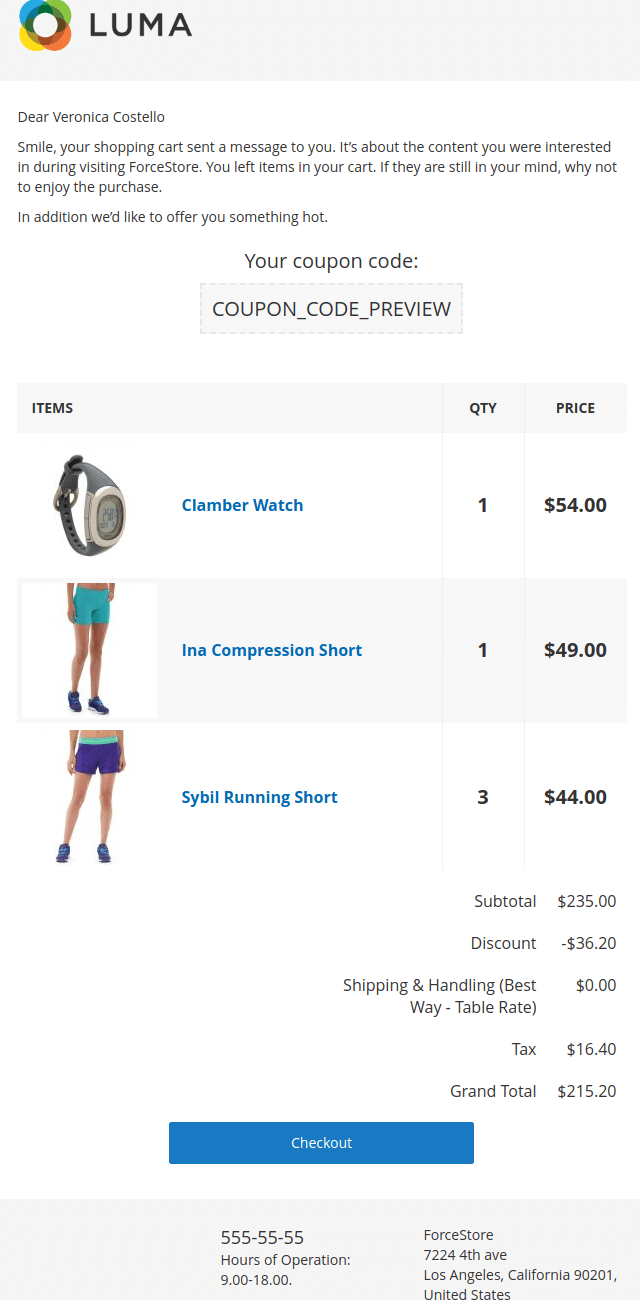 LUMA
Dear Veronica Costello
Smile, your shopping cart sent a message to you. It's about the content you were interested
in during visiting ForceStore. You left items in your cart. If they are still in your mind, why not
to enjoy the purchase.
In addition we'd like to offer you something hot.
Your coupon code:
COUPON_CODE_PREVIEW
ITEMS QTY PRICE
Clamber Watch 1 $54.00
Ina Compression Short 1 $49.00
Sybil Running Short 3 $44.00
Subtotal $235.00
Discount -$36.20
Shipping & Handling (Best $0.00
Way - Table Rate)
Tax $16.40
Grand Total $215.20
Checkout
555-55-55
Hours of Operation:
9.00-18.00.
ForceStore
7224 4th ave
Los Angeles, California 90201,
United States